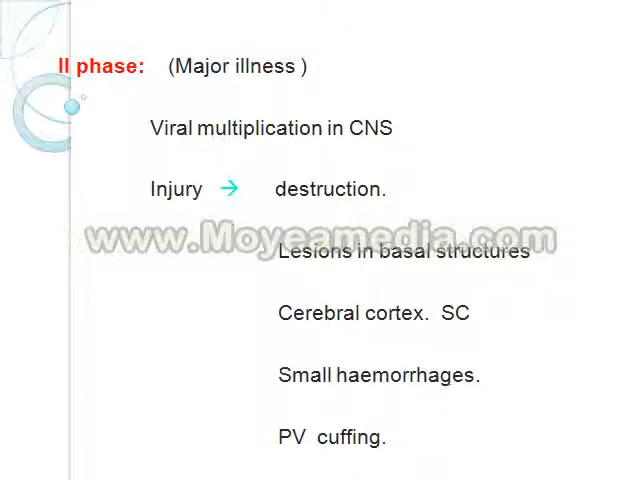 II phase: (Major illness )
Viral multiplication in CNS
Injury → destruction.
www.Moyeamedia.com
Lesions in basal structures
Cerebral cortex. SC
Small haemorrhages.
PV cuffing.